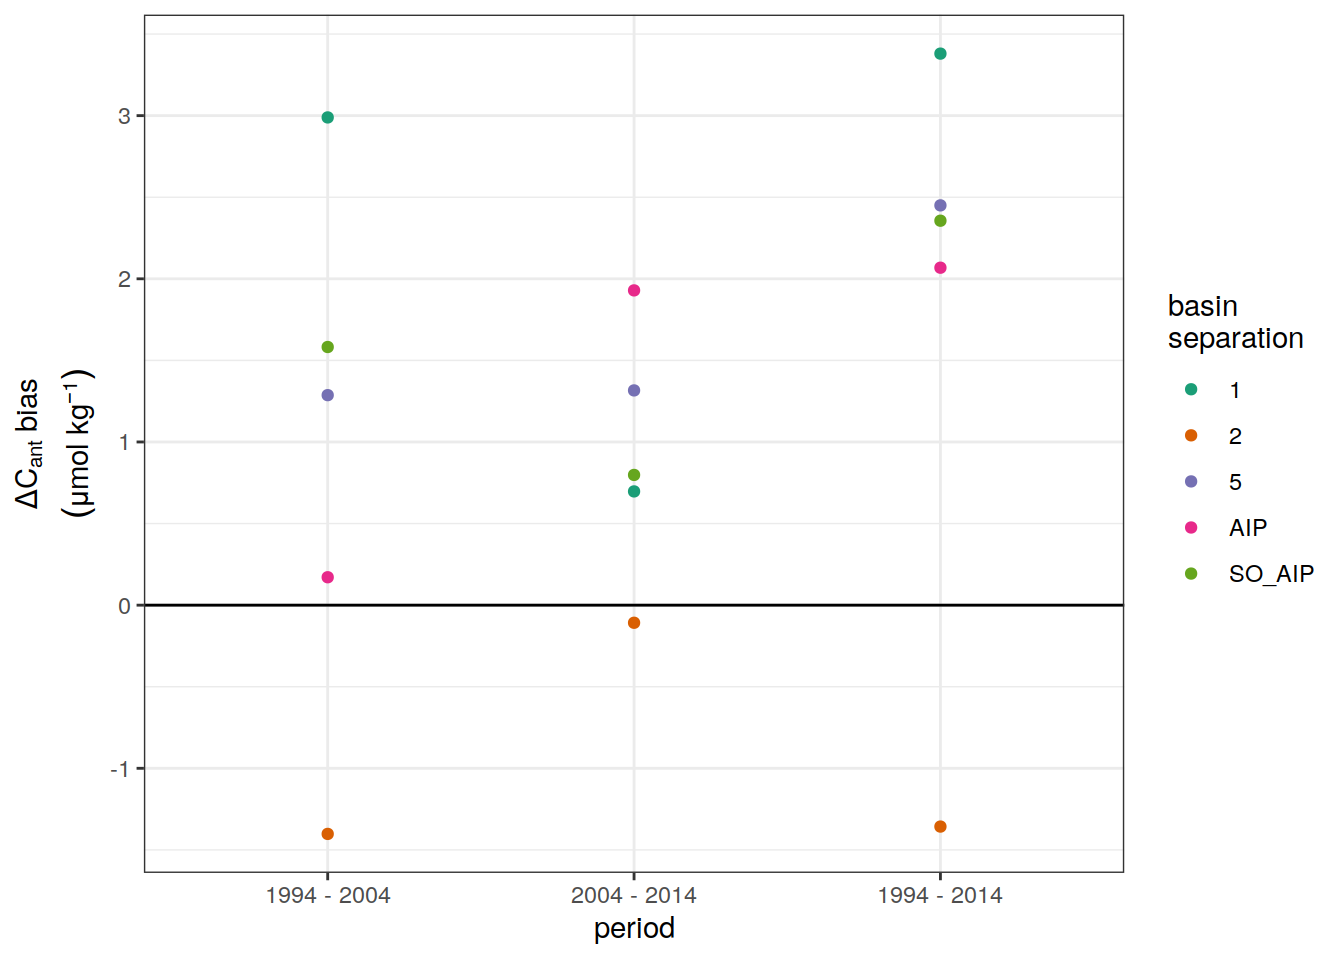 ΔCant bias
(μmol kg⁻¹)
3
2
1
0
-1
1994 - 2004
2004 - 2014
1994 - 2014
period
basin
separation
1
2
5
AIP
SO_AIP